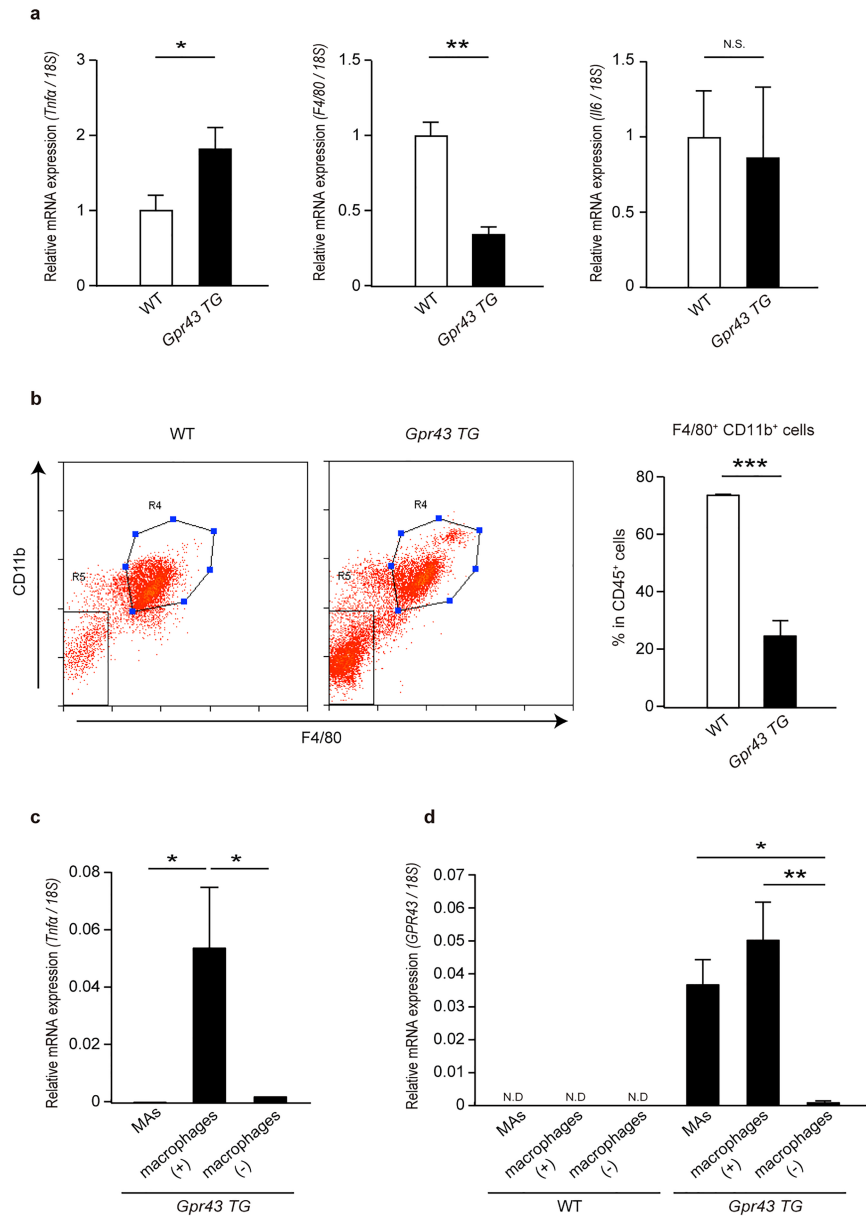 a
*
**
N.S.
Relative mRNA expression (Tnfα / 18S)
3
2
1
0
WT
Gpr43 TG
Relative mRNA expression (F4/80 / 18S)
1.5
1
0.5
0
WT
Gpr43 TG
Relative mRNA expression (Il6 / 18S)
1.5
1
0.5
0
WT
Gpr43 TG
b
WT
Gpr43 TG
CD11b
R4
R5
R4
R5
F4/80
F4/80⁺ CD11b⁺ cells
***
% in CD45⁺ cells
80
60
40
20
0
WT
Gpr43 TG
c
*
*
Relative mRNA expression (Tnfα / 18S)
0.08
0.06
0.04
0.02
0
MAs
macrophages
(+)
macrophages
(-)
Gpr43 TG
d
*
**
Relative mRNA expression (GPR43 / 18S)
0.07
0.06
0.05
0.04
0.03
0.02
0.01
0
N.D
N.D
N.D
MAs
macrophages
(+)
macrophages
(-)
MAs
macrophages
(+)
macrophages
(-)
WT
Gpr43 TG